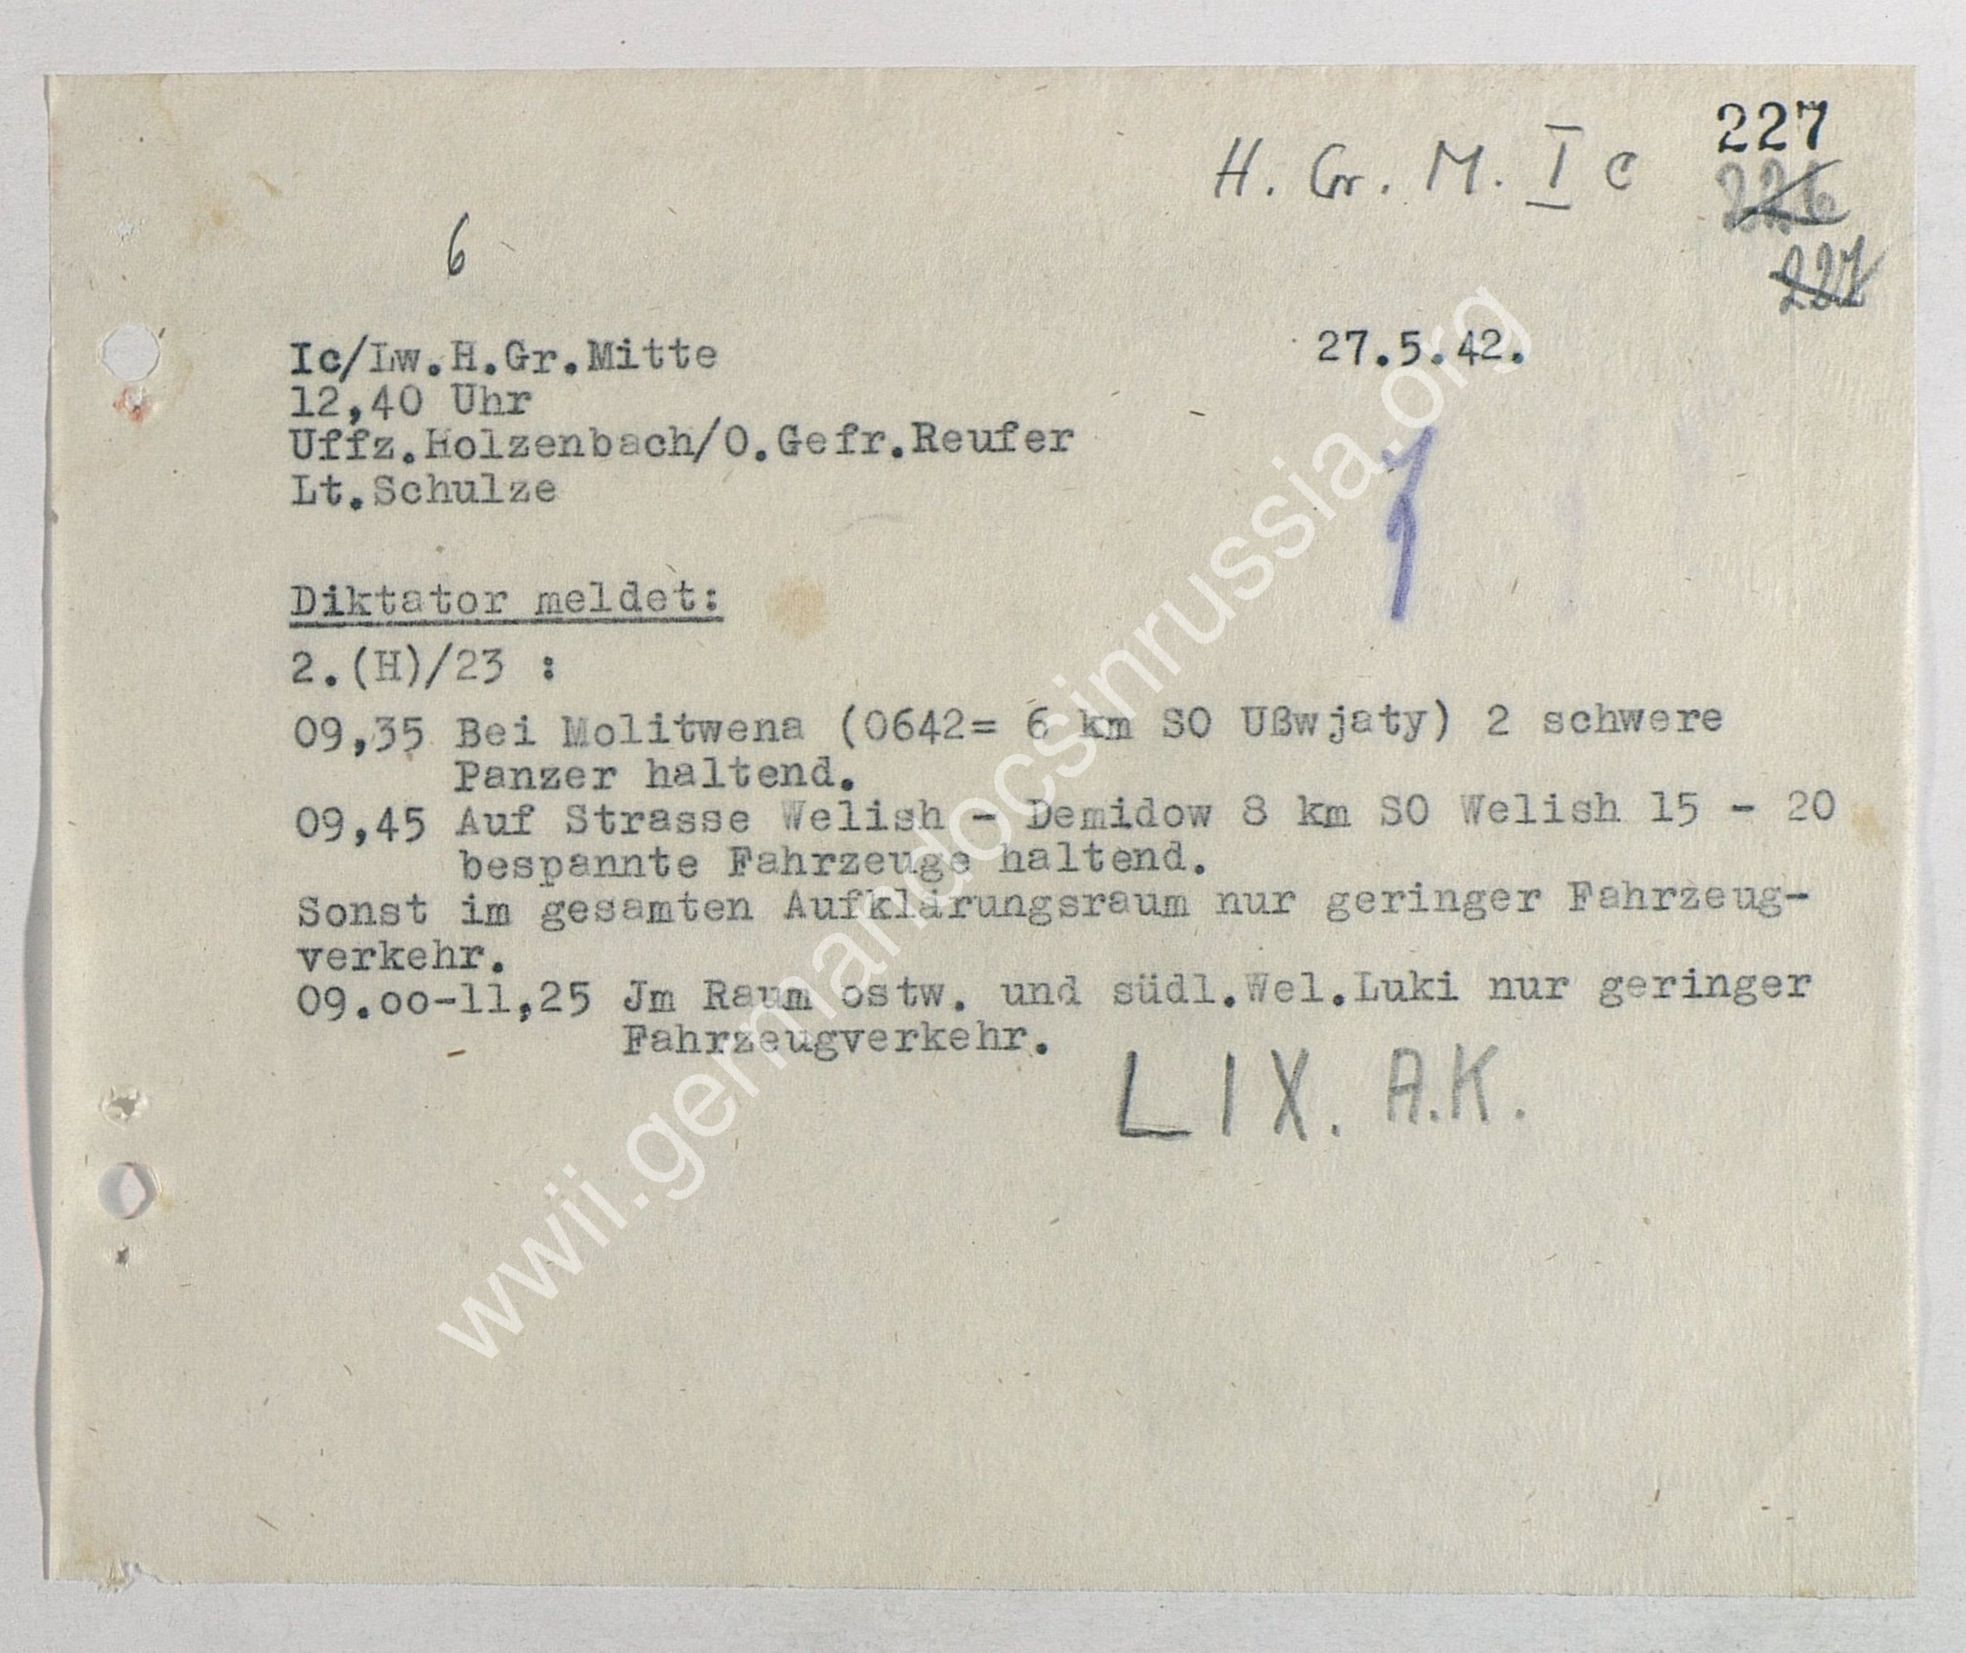 227
H. Gr. M. I c
226
227
6
Ic/Lw.H.Gr.Mitte 27.5.42.
12,40 Uhr
Uffz.Holzenbach/O.Gefr.Reufer
Lt.Schulze
Diktator meldet:
2.(H)/23 :
09,35 Bei Molitwena (0642= 6 km SO Ußwjaty) 2 schwere
Panzer haltend.
09,45 Auf Strasse Welish - Demidow 8 km SO Welish 15 - 20
bespannte Fahrzeuge haltend.
Sonst im gesamten Aufklärungsraum nur geringer Fahrzeug-
verkehr.
09.oo-11,25 Jm Raum ostw. und südl.Wel.Luki nur geringer
Fahrzeugverkehr.
LIX. A.K.
wwii.germandocsinrussia.org